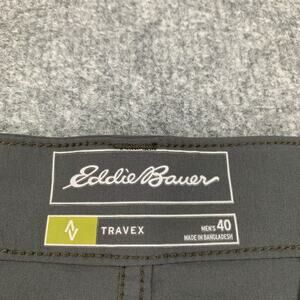 Eddie Bauer
TRAVEX
MEN'S 40
MADE IN BANGLADESH